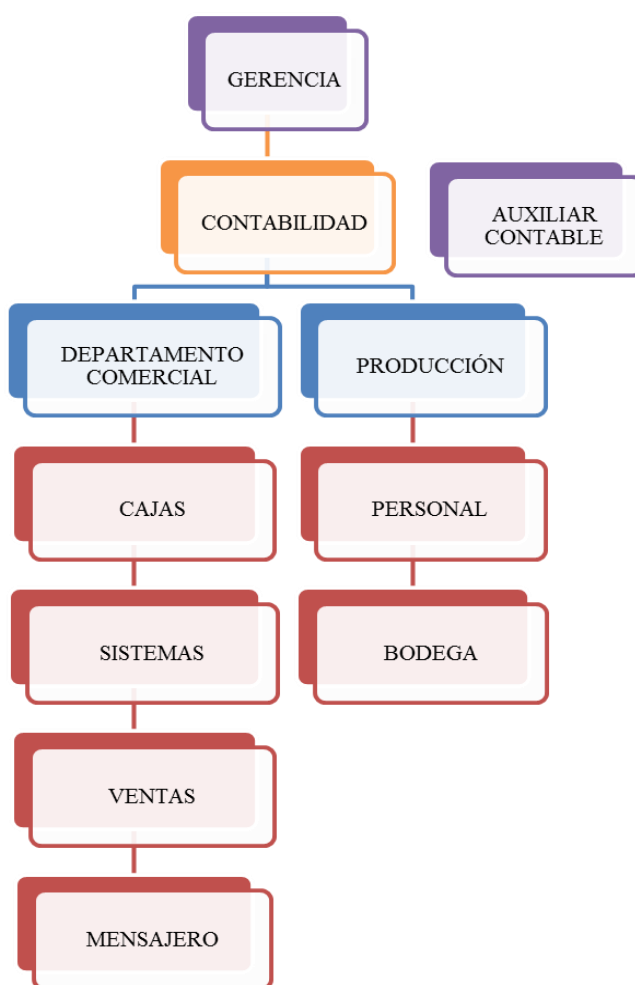 GERENCIA
CONTABILIDAD
AUXILIAR
CONTABLE
DEPARTAMENTO
COMERCIAL
PRODUCCIÓN
CAJAS
PERSONAL
SISTEMAS
BODEGA
VENTAS
MENSAJERO